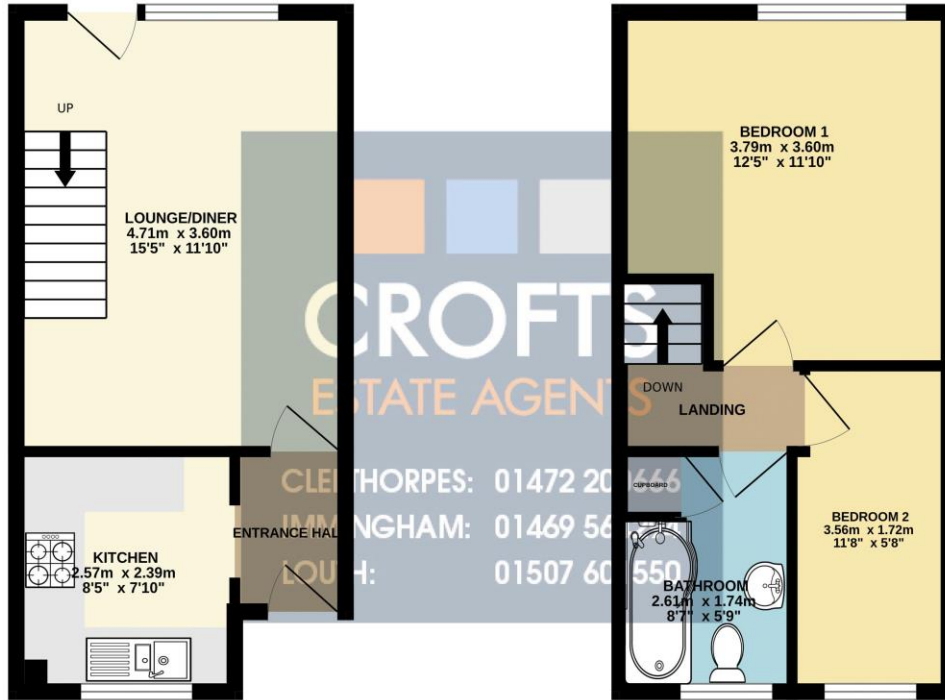 UP
LOUNGE/DINER
4.71m x 3.60m
15'5" x 11'10"
KITCHEN
2.57m x 2.39m
8'5" x 7'10"
ENTRANCE HALL
BEDROOM 1
3.79m x 3.60m
12'5" x 11'10"
DOWN
LANDING
CUPBOARD
BATHROOM
2.61m x 1.74m
8'7" x 5'9"
BEDROOM 2
3.56m x 1.72m
11'8" x 5'8"
CROFTS
ESTATE AGENTS
CLEETHORPES: 01472 200666
IMMINGHAM: 01469 56
LOUTH: 01507 601550